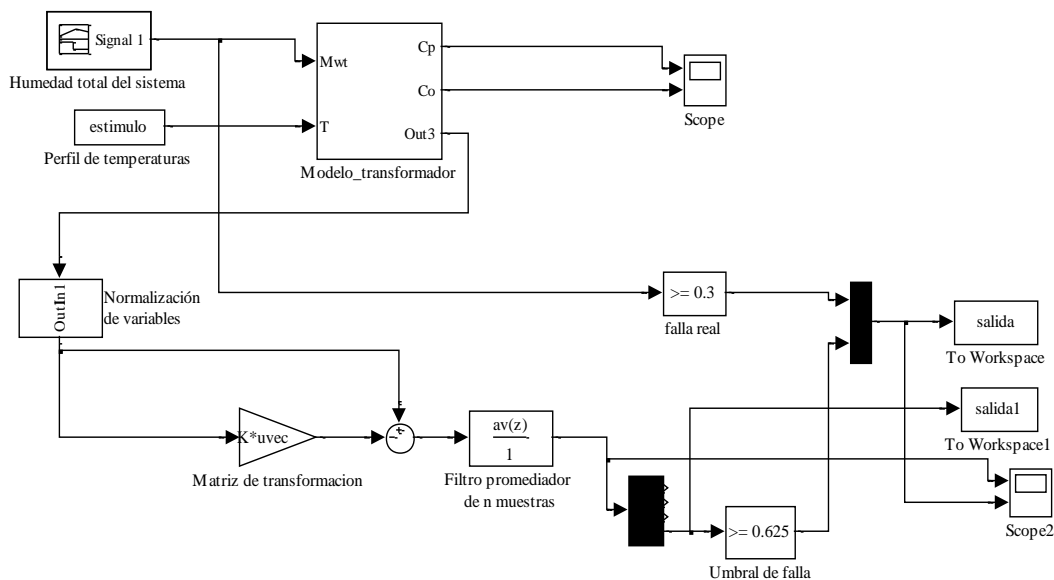 Signal 1
Humedad total del sistema
estimulo
Perfil de temperaturas
Mwt
T
Cp
Co
Out3
Modelo_transformador
Scope
OutIn1
Normalización
de variables
>= 0.3
falla real
salida
To Workspace
salida1
To Workspace1
K*uvec
Matriz de transformacion
av(z)
1
Filtro promediador
de n muestras
>= 0.625
Umbral de falla
Scope2